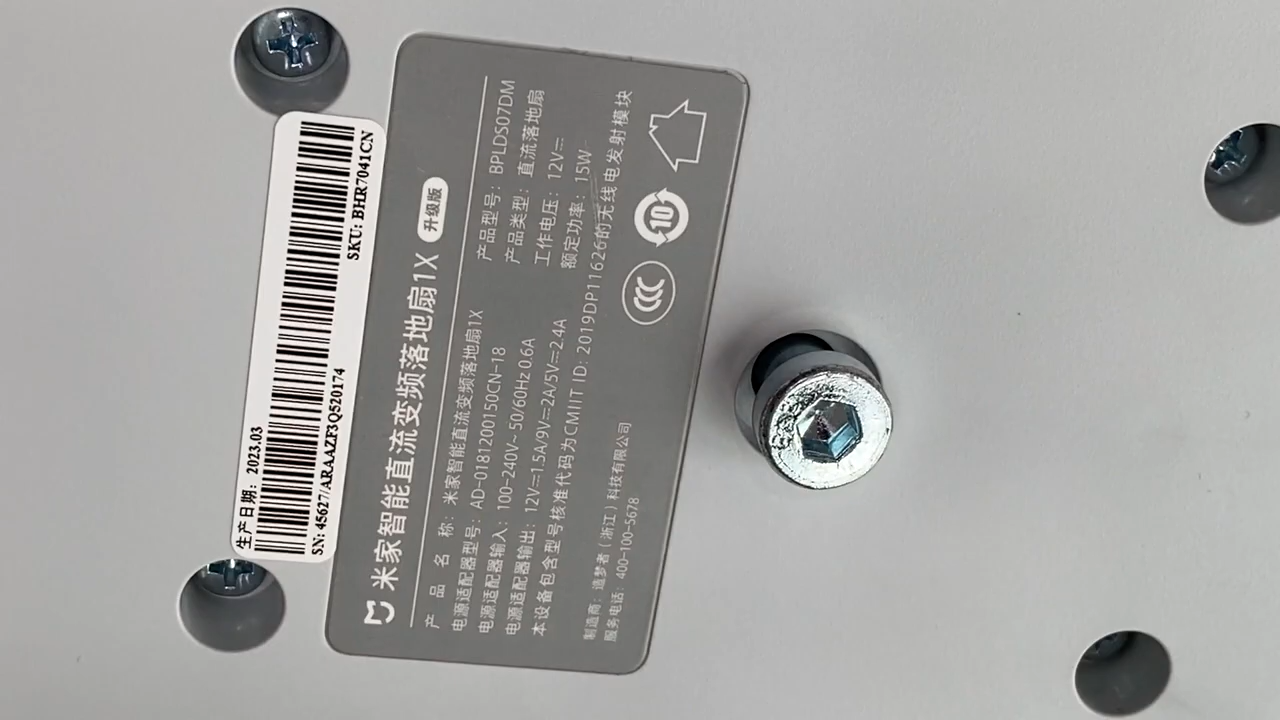 生产日期：2023.03
SN: 45627/ARAAZF3Q520174
SKU: BHR7041CN
米家智能直流变频落地扇1X 升级版
产品名称：米家智能直流变频落地扇1X
产品型号：BPLDS07DM
电源适配器型号：AD-0181200150CN-18
产品类型：直流落地扇
电源适配器输入：100-240V~ 50/60Hz 0.6A
工作电压：12V⎓
电源适配器输出：12V⎓1.5A/9V⎓2A/5V⎓2.4A
额定功率：15W
本设备包含型号核准代码为CMIIT ID: 2019DP11626的无线电发射模块
制造商：造梦者（浙江）科技有限公司
服务电话：400-100-5678
CCC
10